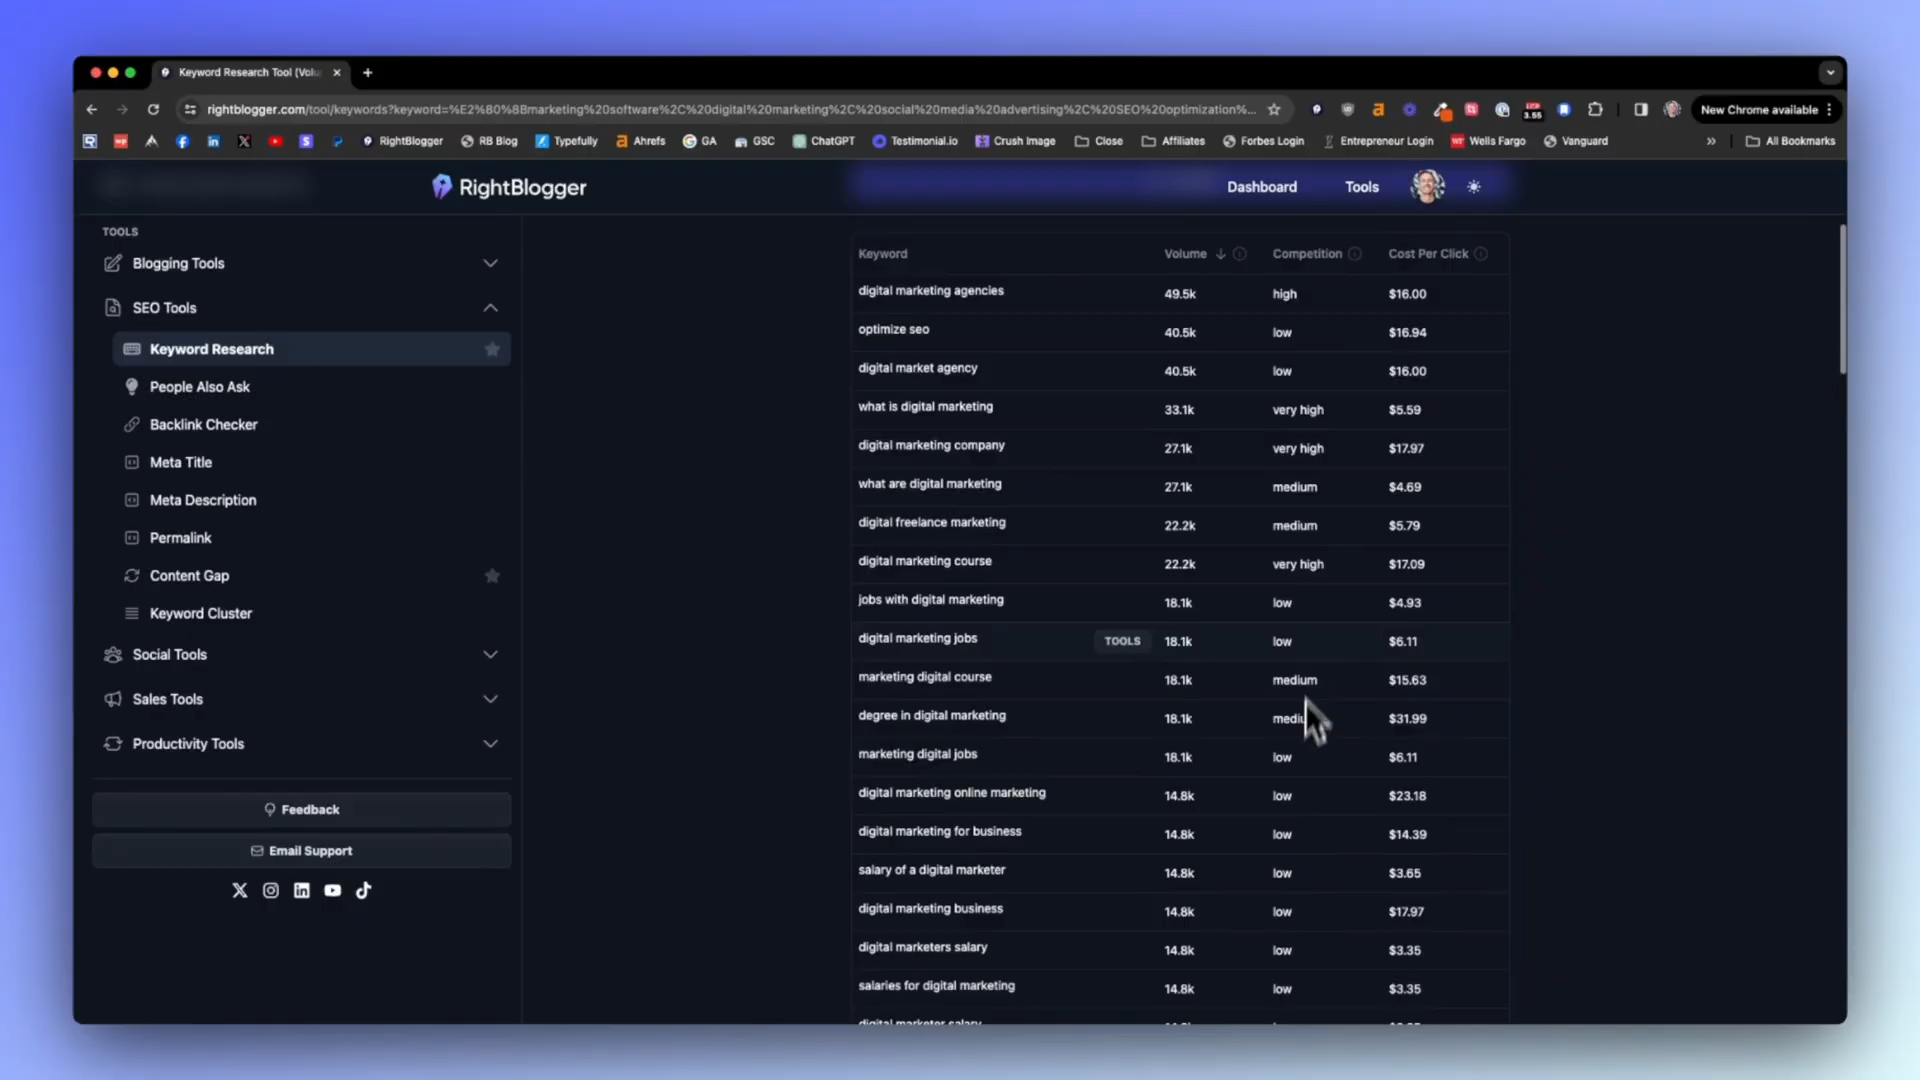 Keyword Research Tool (Volu
rightblogger.com/tool/keywords?keyword=%E2%80%8Bmarketing%20software%2C%20digital%20marketing%2C%20social%20media%20advertising%2C%20SEO%20optimization%...
3.55
New Chrome available
RightBlogger RB Blog Typefully Ahrefs GA GSC ChatGPT Testimonial.io Crush Image Close Affiliates Forbes Login Entrepreneur Login Wells Fargo Vanguard » All Bookmarks
RightBlogger
Dashboard Tools
TOOLS
Blogging Tools
SEO Tools
Keyword Research
People Also Ask
Backlink Checker
Meta Title
Meta Description
Permalink
Content Gap
Keyword Cluster
Social Tools
Sales Tools
Productivity Tools
Feedback
Email Support
Keyword Volume Competition Cost Per Click
digital marketing agencies 49.5k high $16.00
optimize seo 40.5k low $16.94
digital market agency 40.5k low $16.00
what is digital marketing 33.1k very high $5.59
digital marketing company 27.1k very high $17.97
what are digital marketing 27.1k medium $4.69
digital freelance marketing 22.2k medium $5.79
digital marketing course 22.2k very high $17.09
jobs with digital marketing 18.1k low $4.93
digital marketing jobs TOOLS 18.1k low $6.11
marketing digital course 18.1k medium $15.63
degree in digital marketing 18.1k mediu $31.99
marketing digital jobs 18.1k low $6.11
digital marketing online marketing 14.8k low $23.18
digital marketing for business 14.8k low $14.39
salary of a digital marketer 14.8k low $3.65
digital marketing business 14.8k low $17.97
digital marketers salary 14.8k low $3.35
salaries for digital marketing 14.8k low $3.35
digital marketer salary